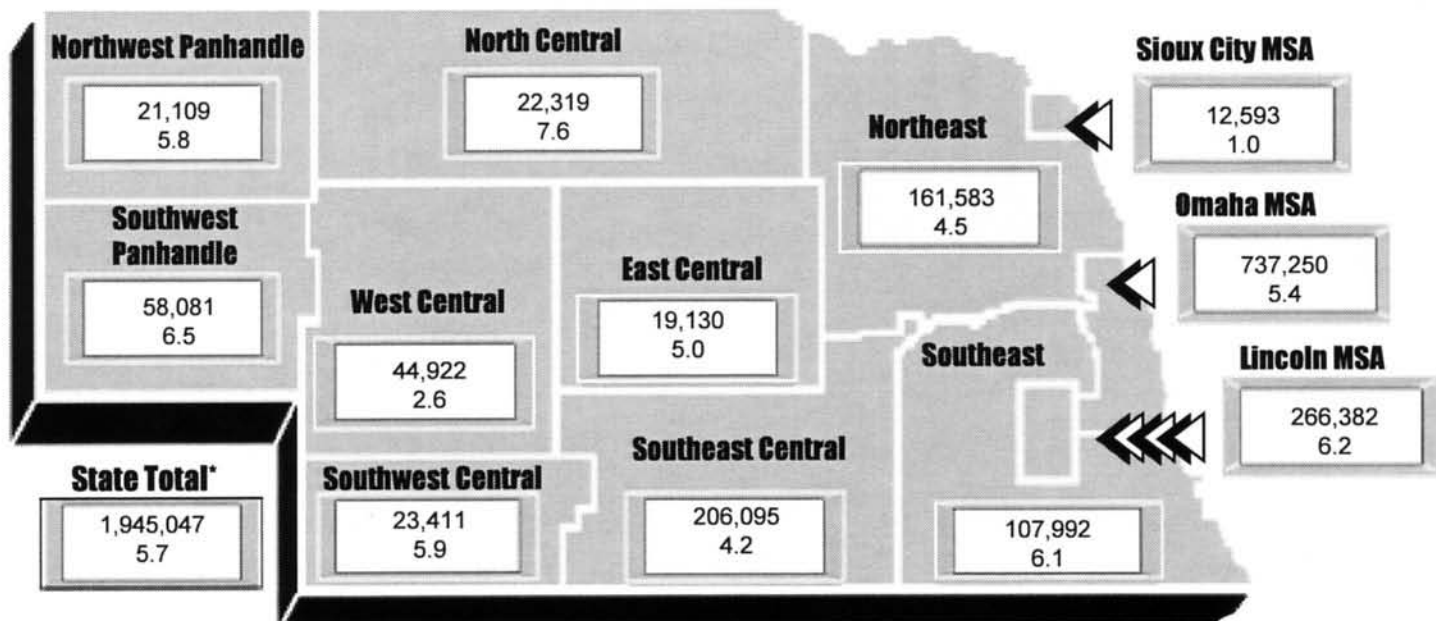 Northwest Panhandle
21,109
5.8
North Central
22,319
7.6
Sioux City MSA
12,593
1.0
Northeast
161,583
4.5
Southwest
Panhandle
58,081
6.5
West Central
44,922
2.6
East Central
19,130
5.0
Omaha MSA
737,250
5.4
Southeast
107,992
6.1
Lincoln MSA
266,382
6.2
State Total*
1,945,047
5.7
Southwest Central
23,411
5.9
Southeast Central
206,095
4.2